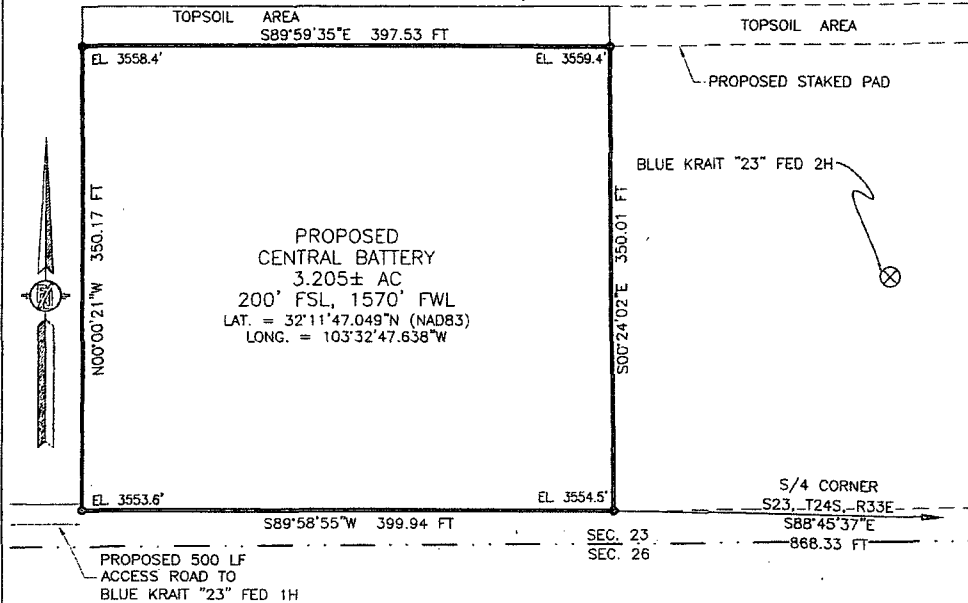 TOPSOIL AREA
S89°59'35"E 397.53 FT
TOPSOIL AREA
EL. 3558.4'
EL. 3559.4'
PROPOSED STAKED PAD
BLUE KRAIT "23" FED 2H
N00°00'21"W 350.17 FT
S00°24'02"E 350.01 FT
PROPOSED
CENTRAL BATTERY
3.205± AC
200' FSL, 1570' FWL
LAT. = 32°11'47.049"N (NAD83)
LONG. = 103°32'47.638"W
EL. 3553.6'
EL. 3554.5'
S89°58'55"W 399.94 FT
S/4 CORNER
S23, T24S, R33E
S88°45'37"E
868.33 FT
SEC. 23
SEC. 26
PROPOSED 500 LF
ACCESS ROAD TO
BLUE KRAIT "23" FED 1H